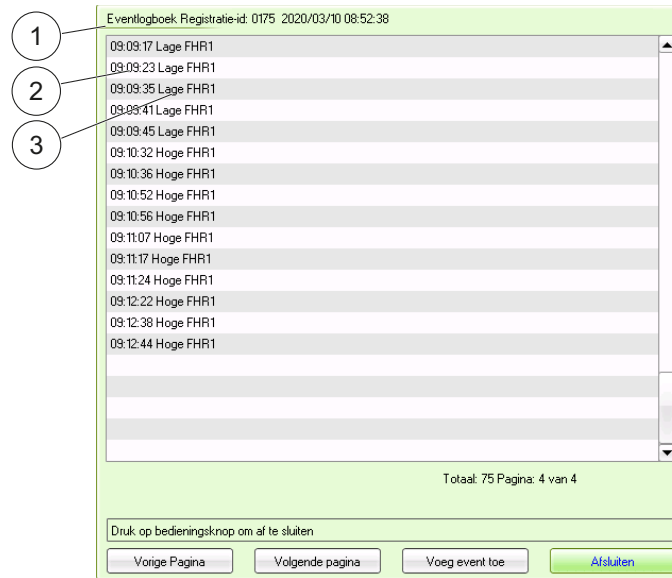 Eventlogboek Registratie-id: 0175 2020/03/10 08:52:38
1
09:09:17 Lage FHR1
09:09:23 Lage FHR1
2
09:09:35 Lage FHR1
09:09:41 Lage FHR1
09:09:45 Lage FHR1
3
09:10:32 Hoge FHR1
09:10:36 Hoge FHR1
09:10:52 Hoge FHR1
09:10:56 Hoge FHR1
09:11:07 Hoge FHR1
09:11:17 Hoge FHR1
09:11:24 Hoge FHR1
09:12:22 Hoge FHR1
09:12:38 Hoge FHR1
09:12:44 Hoge FHR1
Totaal: 75 Pagina: 4 van 4
Druk op bedieningsknop om af te sluiten
Vorige Pagina
Volgende pagina
Voeg event toe
Afsluiten